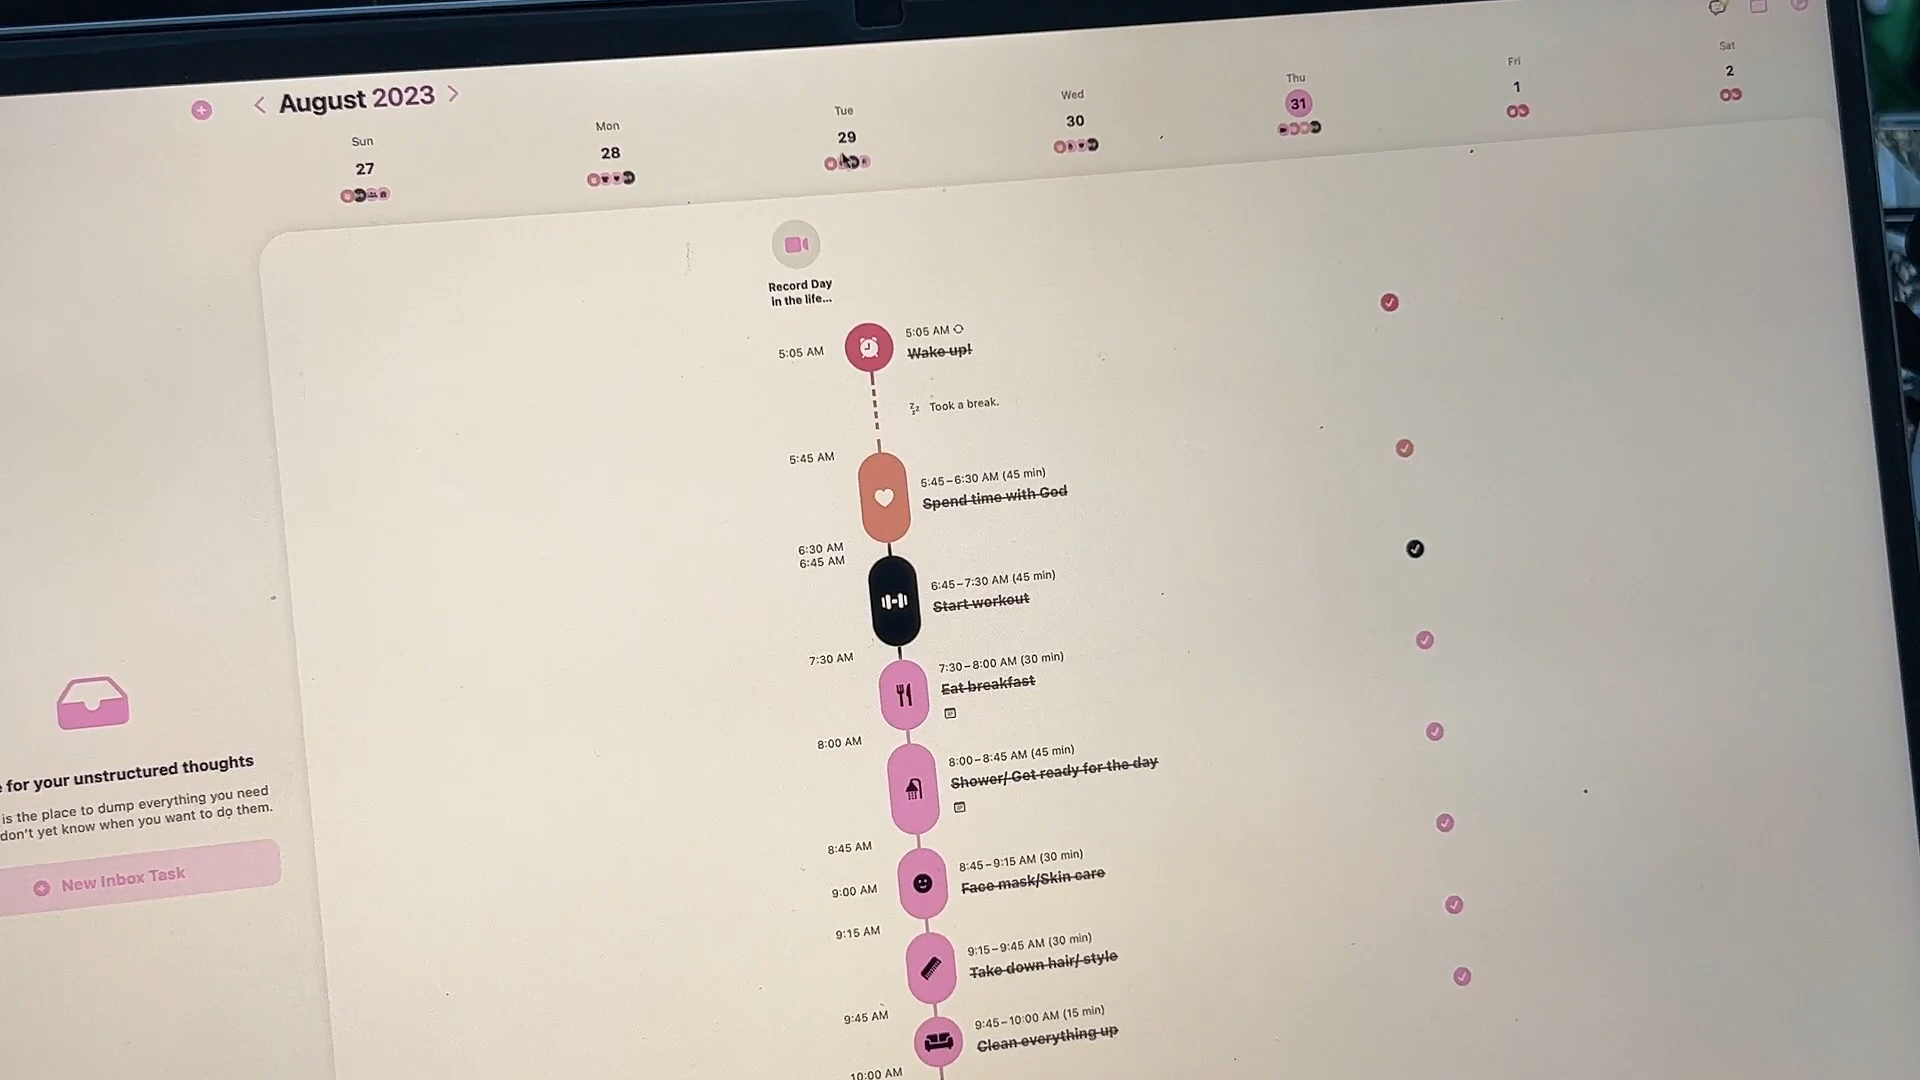 August 2023
Sun
27
Mon
28
Tue
29
Wed
30
Thu
31
Fri
1
Sat
2
Record Day
in the life...
5:05 AM
5:05 AM
Wake up!
Took a break.
5:45 AM
5:45–6:30 AM (45 min)
Spend time with God
6:30 AM
6:45 AM
6:45–7:30 AM (45 min)
Start workout
7:30 AM
7:30–8:00 AM (30 min)
Eat breakfast
8:00 AM
8:00–8:45 AM (45 min)
Shower/ Get ready for the day
8:45 AM
8:45–9:15 AM (30 min)
Face mask/Skin care
9:00 AM
9:15 AM
9:15–9:45 AM (30 min)
Take down hair/ style
9:45 AM
9:45–10:00 AM (15 min)
Clean everything up
10:00 AM
for your unstructured thoughts
is the place to dump everything you need
don't yet know when you want to do them.
New Inbox Task